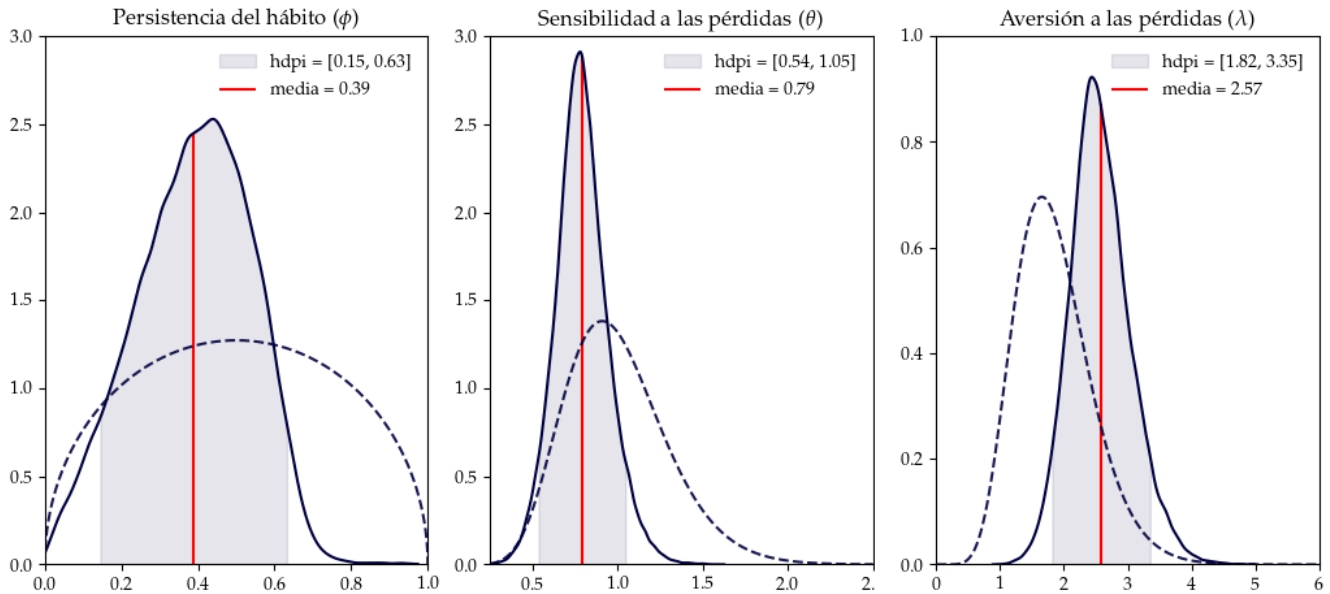 Persistencia del hábito (ϕ)
3.0
2.5
2.0
1.5
1.0
0.5
0.0
0.0 0.2 0.4 0.6 0.8 1.0
hdpi = [0.15, 0.63]
media = 0.39
Sensibilidad a las pérdidas (θ)
3.0
2.5
2.0
1.5
1.0
0.5
0.0
0.5 1.0 1.5 2.0 2.
hdpi = [0.54, 1.05]
media = 0.79
Aversión a las pérdidas (λ)
1.0
0.8
0.6
0.4
0.2
0.0
0 1 2 3 4 5 6
hdpi = [1.82, 3.35]
media = 2.57